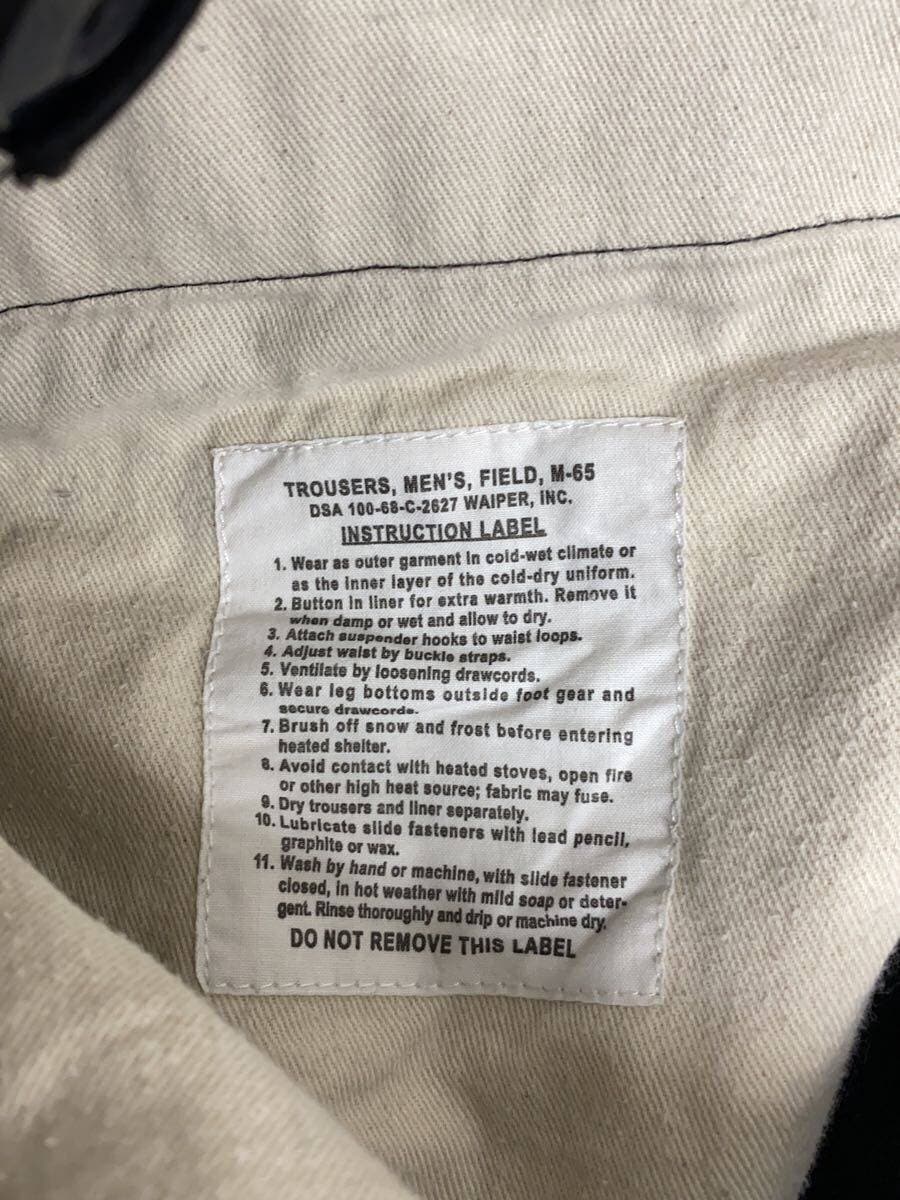 TROUSERS, MEN'S, FIELD, M-65
DSA 100-68-C-2627 WAIPER, INC.
INSTRUCTION LABEL
1. Wear as outer garment in cold-wet climate or
as the inner layer of the cold-dry uniform.
2. Button in liner for extra warmth. Remove it
when damp or wet and allow to dry.
3. Attach suspender hooks to waist loops.
4. Adjust waist by buckle straps.
5. Ventilate by loosening drawcords.
6. Wear leg bottoms outside foot gear and
secure drawcords.
7. Brush off snow and frost before entering
heated shelter.
8. Avoid contact with heated stoves, open fire
or other high heat source; fabric may fuse.
9. Dry trousers and liner separately.
10. Lubricate slide fasteners with lead pencil,
graphite or wax.
11. Wash by hand or machine, with slide fastener
closed, in hot weather with mild soap or deter-
gent. Rinse thoroughly and drip or machine dry.
DO NOT REMOVE THIS LABEL